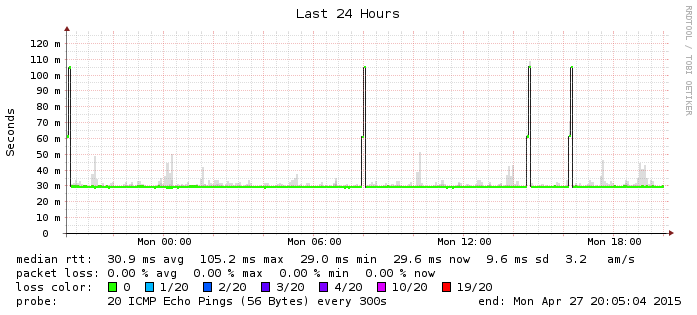 Last 24 Hours
RRDTOOL / TOBI OETIKER
Seconds
120 m
110 m
100 m
90 m
80 m
70 m
60 m
50 m
40 m
30 m
20 m
10 m
0
Mon 00:00 Mon 06:00 Mon 12:00 Mon 18:00
median rtt: 30.9 ms avg 105.2 ms max 29.0 ms min 29.6 ms now 9.6 ms sd 3.2 am/s
packet loss: 0.00 % avg 0.00 % max 0.00 % min 0.00 % now
loss color: 0 1/20 2/20 3/20 4/20 10/20 19/20
probe: 20 ICMP Echo Pings (56 Bytes) every 300s end: Mon Apr 27 20:05:04 2015